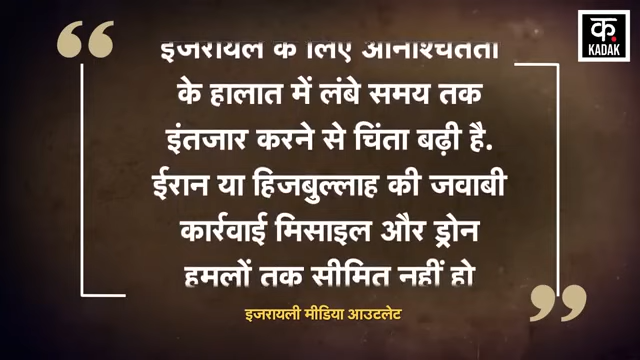 क
KADAK
इजरायल के लिए अनिश्चितता
के हालात में लंबे समय तक
इंतजार करने से चिंता बढ़ी है.
ईरान या हिजबुल्लाह की जवाबी
कार्रवाई मिसाइल और ड्रोन
हमलों तक सीमित नहीं हो
इजरायली मीडिया आउटलेट